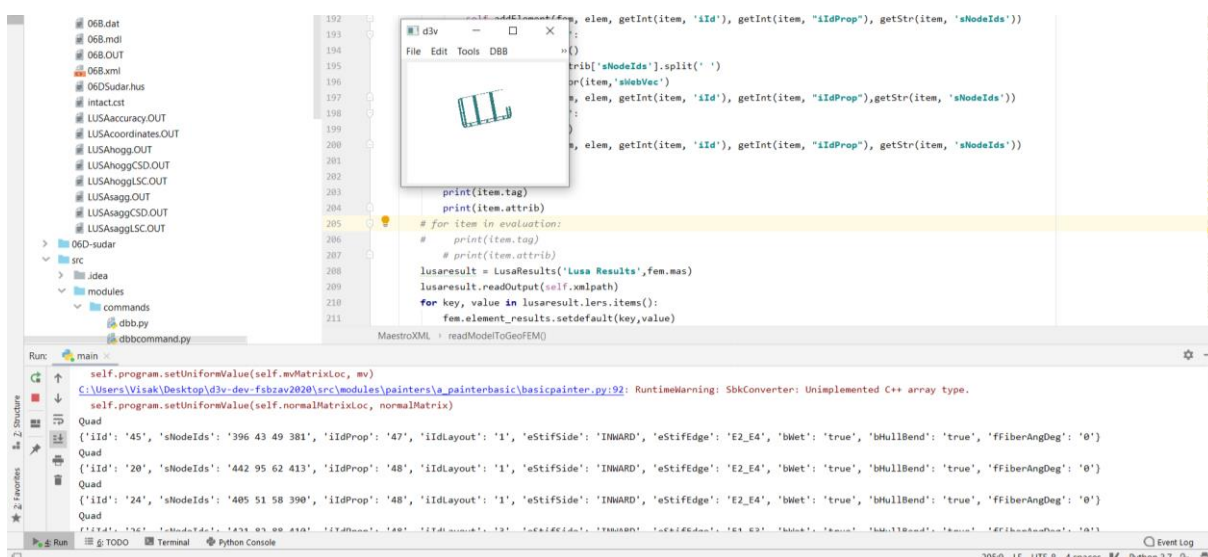 06B.dat
06B.mdl
06B.OUT
06B.xml
06DSudar.hus
intact.cst
LUSAaccuracy.OUT
LUSAcoordinates.OUT
LUSAhogg.OUT
LUSAhoggCSD.OUT
LUSAhoggLSC.OUT
LUSAsagg.OUT
LUSAsaggCSD.OUT
LUSAsaggLSC.OUT
06D-sudar
src
.idea
modules
commands
dbb.py
dbbcommand.py
192 self.addElement(fem, elem, getInt(item, 'iId'), getInt(item, "iIdProp"), getStr(item, 'sNodeIds'))
193 ':
194 ()
195 trib['sNodeIds'].split(' ')
196 or(item,'sWebVec')
197 m, elem, getInt(item, 'iId'), getInt(item, "iIdProp"),getStr(item, 'sNodeIds'))
198 ':
199 )
200 m, elem, getInt(item, 'iId'), getInt(item, "iIdProp"), getStr(item, 'sNodeIds'))
201
202
203 print(item.tag)
204 print(item.attrib)
205 # for item in evaluation:
206 # print(item.tag)
207 # print(item.attrib)
208 lusaresult = LusaResults('Lusa Results',fem.mas)
209 lusaresult.readOutput(self.xmlpath)
210 for key, value in lusaresult.lers.items():
211 fem.element_results.setdefault(key,value)
MaestroXML › readModelToGeoFEM()
d3v
File Edit Tools DBB »
Run: main
self.program.setUniformValue(self.mvMatrixLoc, mv)
C:\Users\Visak\Desktop\d3v-dev-fsbzav2020\src\modules\painters\a_painterbasic\basicpainter.py:92: RuntimeWarning: SbkConverter: Unimplemented C++ array type.
self.program.setUniformValue(self.normalMatrixLoc, normalMatrix)
Quad
{'iId': '45', 'sNodeIds': '396 43 49 381', 'iIdProp': '47', 'iIdLayout': '1', 'eStifSide': 'INWARD', 'eStifEdge': 'E2_E4', 'bWet': 'true', 'bHullBend': 'true', 'fFiberAngDeg': '0'}
Quad
{'iId': '20', 'sNodeIds': '442 95 62 413', 'iIdProp': '48', 'iIdLayout': '1', 'eStifSide': 'INWARD', 'eStifEdge': 'E2_E4', 'bWet': 'true', 'bHullBend': 'true', 'fFiberAngDeg': '0'}
Quad
{'iId': '24', 'sNodeIds': '405 51 58 390', 'iIdProp': '48', 'iIdLayout': '1', 'eStifSide': 'INWARD', 'eStifEdge': 'E2_E4', 'bWet': 'true', 'bHullBend': 'true', 'fFiberAngDeg': '0'}
Quad
Z: Structure
2: Favorites
4: Run 6: TODO Terminal Python Console Event Log